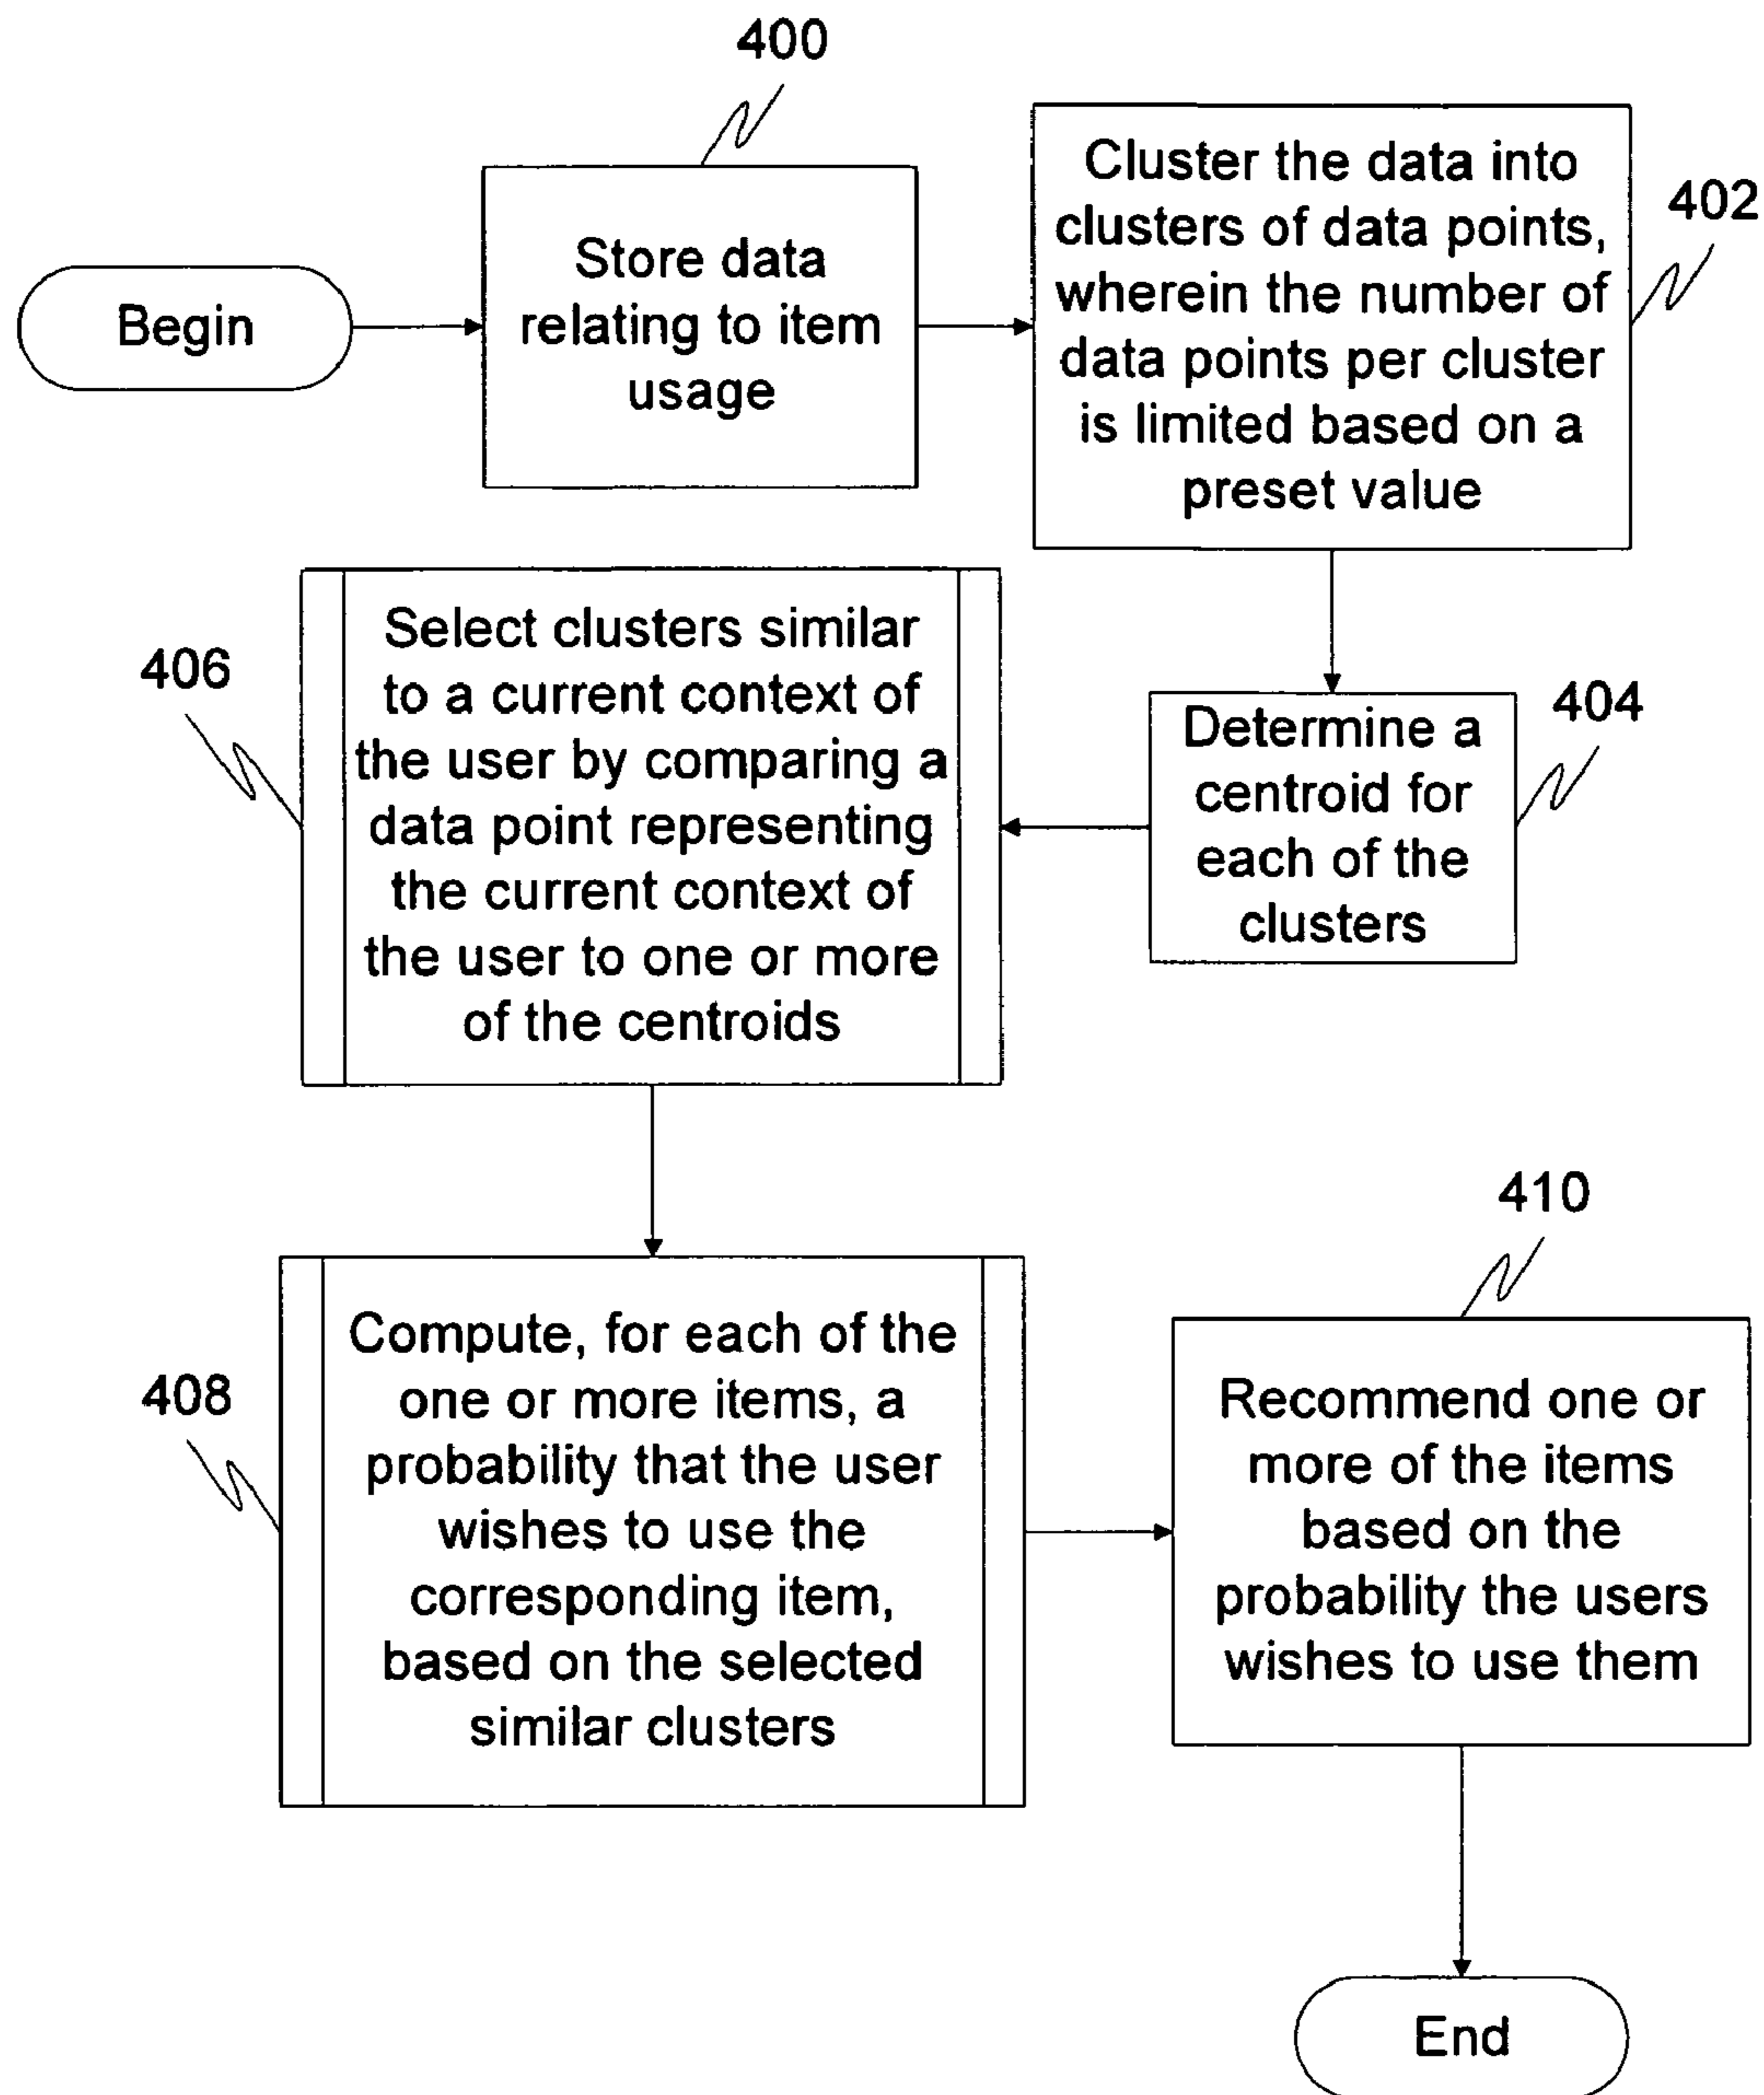 400
Begin
Store data
relating to item
usage
Cluster the data into
clusters of data points,
wherein the number of
data points per cluster
is limited based on a
preset value
402
404
Determine a
centroid for
each of the
clusters
406
Select clusters similar
to a current context of
the user by comparing a
data point representing
the current context of
the user to one or more
of the centroids
408
Compute, for each of the
one or more items, a
probability that the user
wishes to use the
corresponding item,
based on the selected
similar clusters
410
Recommend one or
more of the items
based on the
probability the users
wishes to use them
End